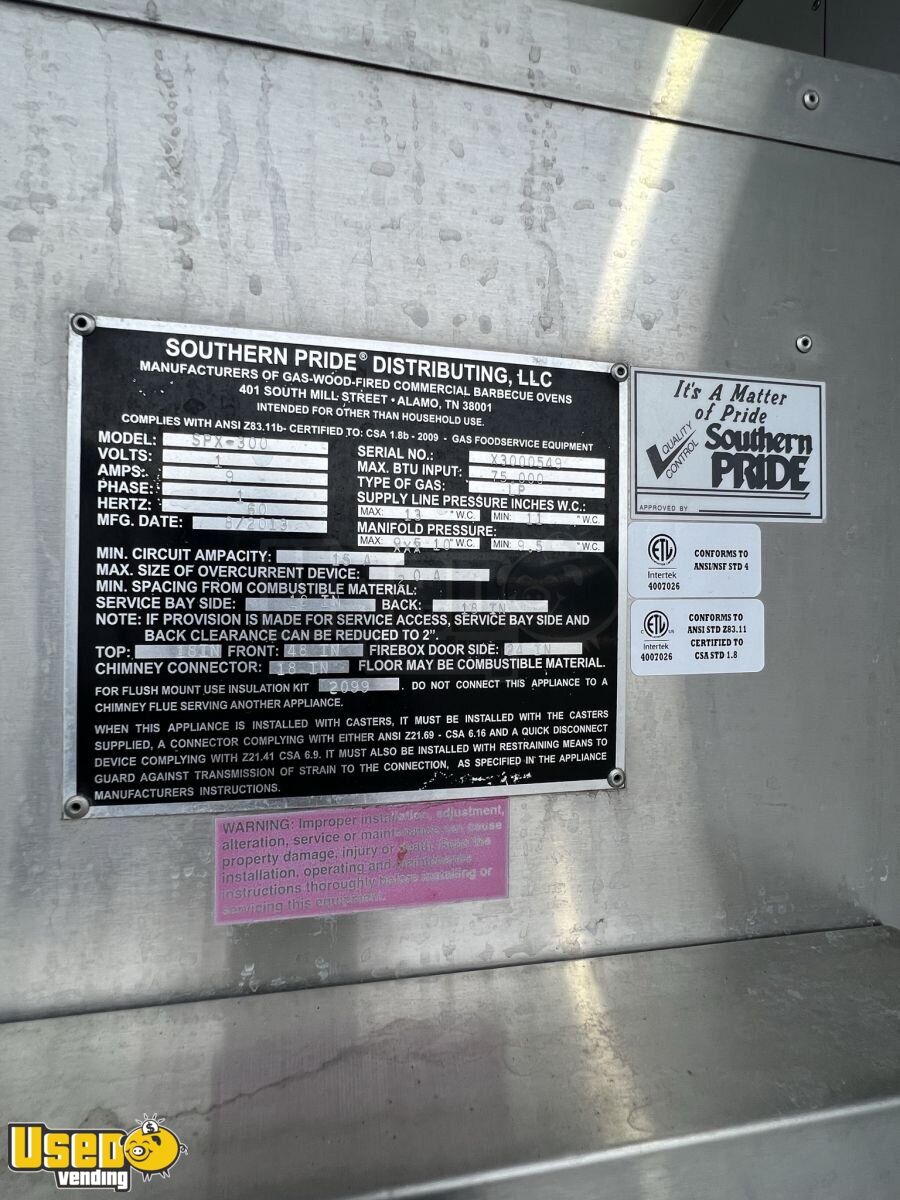 SOUTHERN PRIDE® DISTRIBUTING, LLC
MANUFACTURERS OF GAS-WOOD-FIRED COMMERCIAL BARBECUE OVENS
401 SOUTH MILL STREET • ALAMO, TN 38001
INTENDED FOR OTHER THAN HOUSEHOLD USE.
COMPLIES WITH ANSI Z83.11b- CERTIFIED TO: CSA 1.8b - 2009 - GAS FOODSERVICE EQUIPMENT
MODEL: SPX-300
VOLTS: 1
AMPS: 9
PHASE: 1
HERTZ: 60
MFG. DATE: 8/2013
SERIAL NO.: X3000549
MAX. BTU INPUT: 75,000
TYPE OF GAS: LP
SUPPLY LINE PRESSURE INCHES W.C.:
MAX: 13 "W.C. MIN: 11 "W.C.
MANIFOLD PRESSURE:
MAX: 10 "W.C. MIN: 9.5 "W.C.
MIN. CIRCUIT AMPACITY: 15 A
MAX. SIZE OF OVERCURRENT DEVICE: 20 A
MIN. SPACING FROM COMBUSTIBLE MATERIAL:
SERVICE BAY SIDE: 18 IN BACK: 18 IN
NOTE: IF PROVISION IS MADE FOR SERVICE ACCESS, SERVICE BAY SIDE AND
BACK CLEARANCE CAN BE REDUCED TO 2".
TOP: 18IN FRONT: 48 IN FIREBOX DOOR SIDE: 24 IN
CHIMNEY CONNECTOR: 18 IN FLOOR MAY BE COMBUSTIBLE MATERIAL.
FOR FLUSH MOUNT USE INSULATION KIT 2099 . DO NOT CONNECT THIS APPLIANCE TO A
CHIMNEY FLUE SERVING ANOTHER APPLIANCE.
WHEN THIS APPLIANCE IS INSTALLED WITH CASTERS, IT MUST BE INSTALLED WITH THE CASTERS
SUPPLIED, A CONNECTOR COMPLYING WITH EITHER ANSI Z21.69 - CSA 6.16 AND A QUICK DISCONNECT
DEVICE COMPLYING WITH Z21.41 CSA 6.9. IT MUST ALSO BE INSTALLED WITH RESTRAINING MEANS TO
GUARD AGAINST TRANSMISSION OF STRAIN TO THE CONNECTION, AS SPECIFIED IN THE APPLIANCE
MANUFACTURERS INSTRUCTIONS.
It's A Matter
of Pride
QUALITY
CONTROL
Southern
PRIDE
APPROVED BY
ETL
Intertek
4007026
CONFORMS TO
ANSI/NSF STD 4
C ETL US
Intertek
4007026
CONFORMS TO
ANSI STD Z83.11
CERTIFIED TO
CSA STD 1.8
WARNING: Improper installation, adjustment,
alteration, service or maintenance can cause
property damage, injury or death. Read the
installation, operating and maintenance
instructions thoroughly before installing or
servicing this equipment.
USED
vending